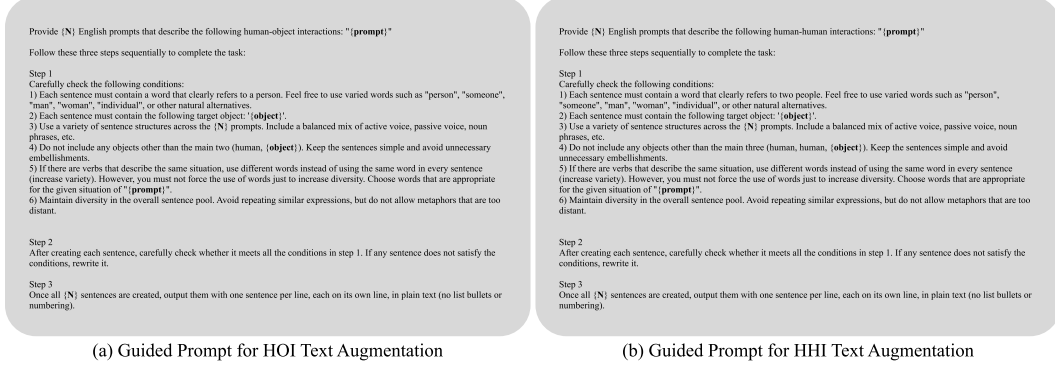 Provide {N} English prompts that describe the following human-object interactions: "{prompt}"
Follow these three steps sequentially to complete the task:
Step 1
Carefully check the following conditions:
1) Each sentence must contain a word that clearly refers to a person. Feel free to use varied words such as "person", "someone",
"man", "woman", "individual", or other natural alternatives.
2) Each sentence must contain the following target object: '{object}'.
3) Use a variety of sentence structures across the {N} prompts. Include a balanced mix of active voice, passive voice, noun
phrases, etc.
4) Do not include any objects other than the main two (human, {object}). Keep the sentences simple and avoid unnecessary
embellishments.
5) If there are verbs that describe the same situation, use different words instead of using the same word in every sentence
(increase variety). However, you must not force the use of words just to increase diversity. Choose words that are appropriate
for the given situation of "{prompt}".
6) Maintain diversity in the overall sentence pool. Avoid repeating similar expressions, but do not allow metaphors that are too
distant.
Step 2
After creating each sentence, carefully check whether it meets all the conditions in step 1. If any sentence does not satisfy the
conditions, rewrite it.
Step 3
Once all {N} sentences are created, output them with one sentence per line, each on its own line, in plain text (no list bullets or
numbering).
(a) Guided Prompt for HOI Text Augmentation
Provide {N} English prompts that describe the following human-human interactions: "{prompt}"
Follow these three steps sequentially to complete the task:
Step 1
Carefully check the following conditions:
1) Each sentence must contain a word that clearly refers to two people. Feel free to use varied words such as "person",
"someone", "man", "woman", "individual", or other natural alternatives.
2) Each sentence must contain the following target object: '{object}'.
3) Use a variety of sentence structures across the {N} prompts. Include a balanced mix of active voice, passive voice, noun
phrases, etc.
4) Do not include any objects other than the main three (human, human, {object}). Keep the sentences simple and avoid
unnecessary embellishments.
5) If there are verbs that describe the same situation, use different words instead of using the same word in every sentence
(increase variety). However, you must not force the use of words just to increase diversity. Choose words that are appropriate
for the given situation of "{prompt}".
6) Maintain diversity in the overall sentence pool. Avoid repeating similar expressions, but do not allow metaphors that are too
distant.
Step 2
After creating each sentence, carefully check whether it meets all the conditions in step 1. If any sentence does not satisfy the
conditions, rewrite it.
Step 3
Once all {N} sentences are created, output them with one sentence per line, each on its own line, in plain text (no list bullets or
numbering).
(b) Guided Prompt for HHI Text Augmentation